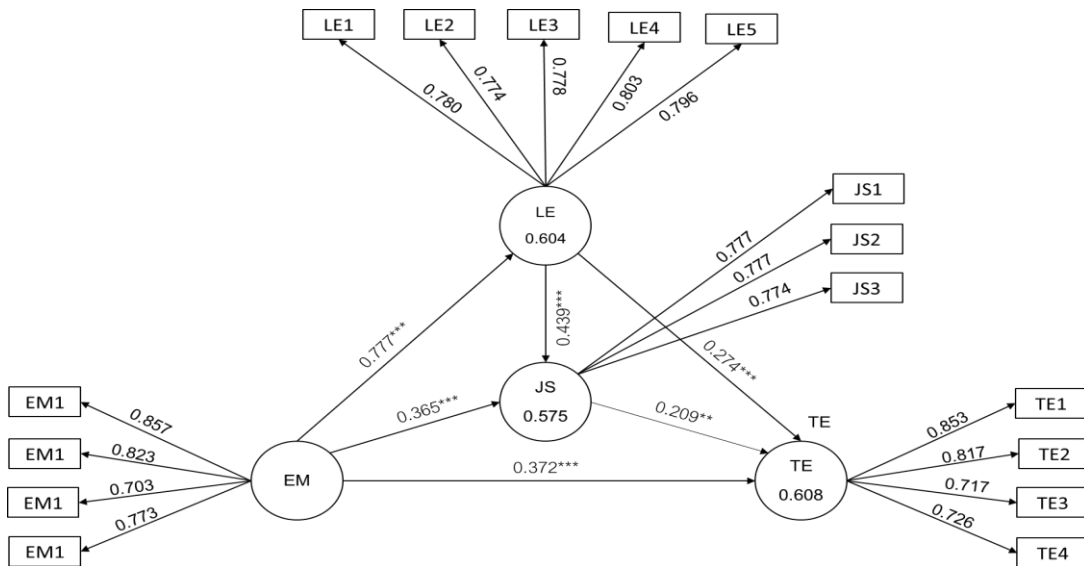 LE1
LE2
LE3
LE4
LE5
0.780
0.774
0.778
0.803
0.796
LE
0.604
JS1
JS2
JS3
0.777
0.777
0.774
0.777***
0.439***
0.274***
JS
0.575
0.365***
0.209**
0.372***
EM1
EM1
EM1
EM1
0.857
0.823
0.703
0.773
EM
TE
TE
0.608
0.853
0.817
0.717
0.726
TE1
TE2
TE3
TE4